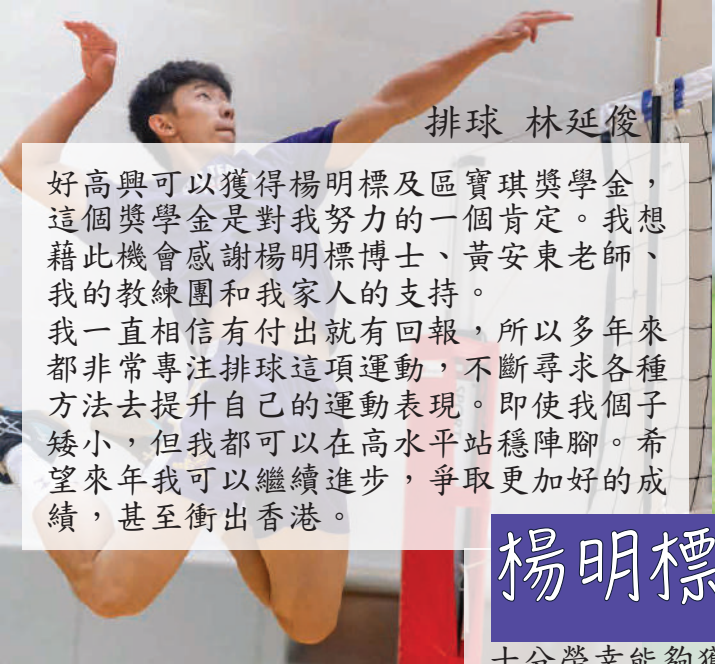 排球 林延俊
好高興可以獲得楊明標及區寶琪獎學金，
這個獎學金是對我努力的一個肯定。我想
藉此機會感謝楊明標博士、黃安東老師、
我的教練團和我家人的支持。
我一直相信有付出就有回報，所以多年來
都非常專注排球這項運動，不斷尋求各種
方法去提升自己的運動表現。即使我個子
矮小，但我都可以在高水平站穩陣腳。希
望來年我可以繼續進步，爭取更加好的成
績，甚至衝出香港。
楊明標
十分榮幸能夠獲